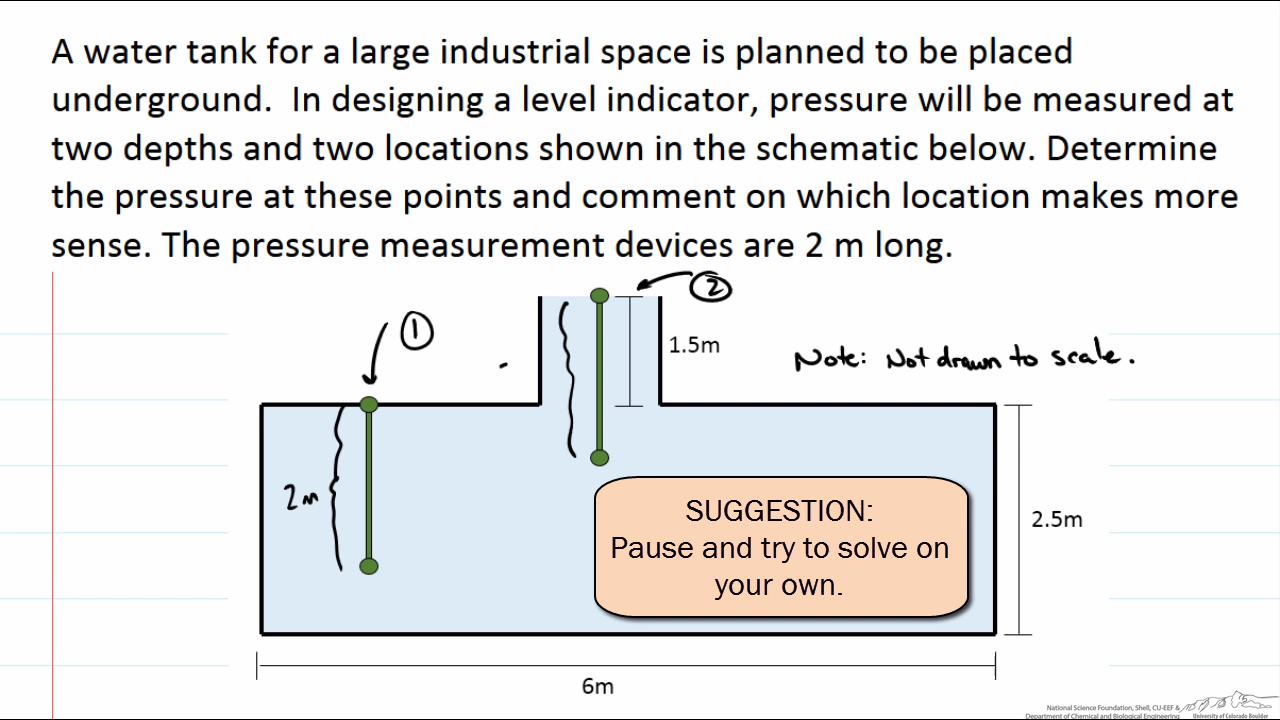 A water tank for a large industrial space is planned to be placed
underground. In designing a level indicator, pressure will be measured at
two depths and two locations shown in the schematic below. Determine
the pressure at these points and comment on which location makes more
sense. The pressure measurement devices are 2 m long.
2
1
1.5m
Note: Not drawn to scale.
2m
SUGGESTION:
Pause and try to solve on
your own.
2.5m
6m
National Science Foundation, Shell, CU-EEF &
Department of Chemical and Biological Engineering
University of Colorado Boulder